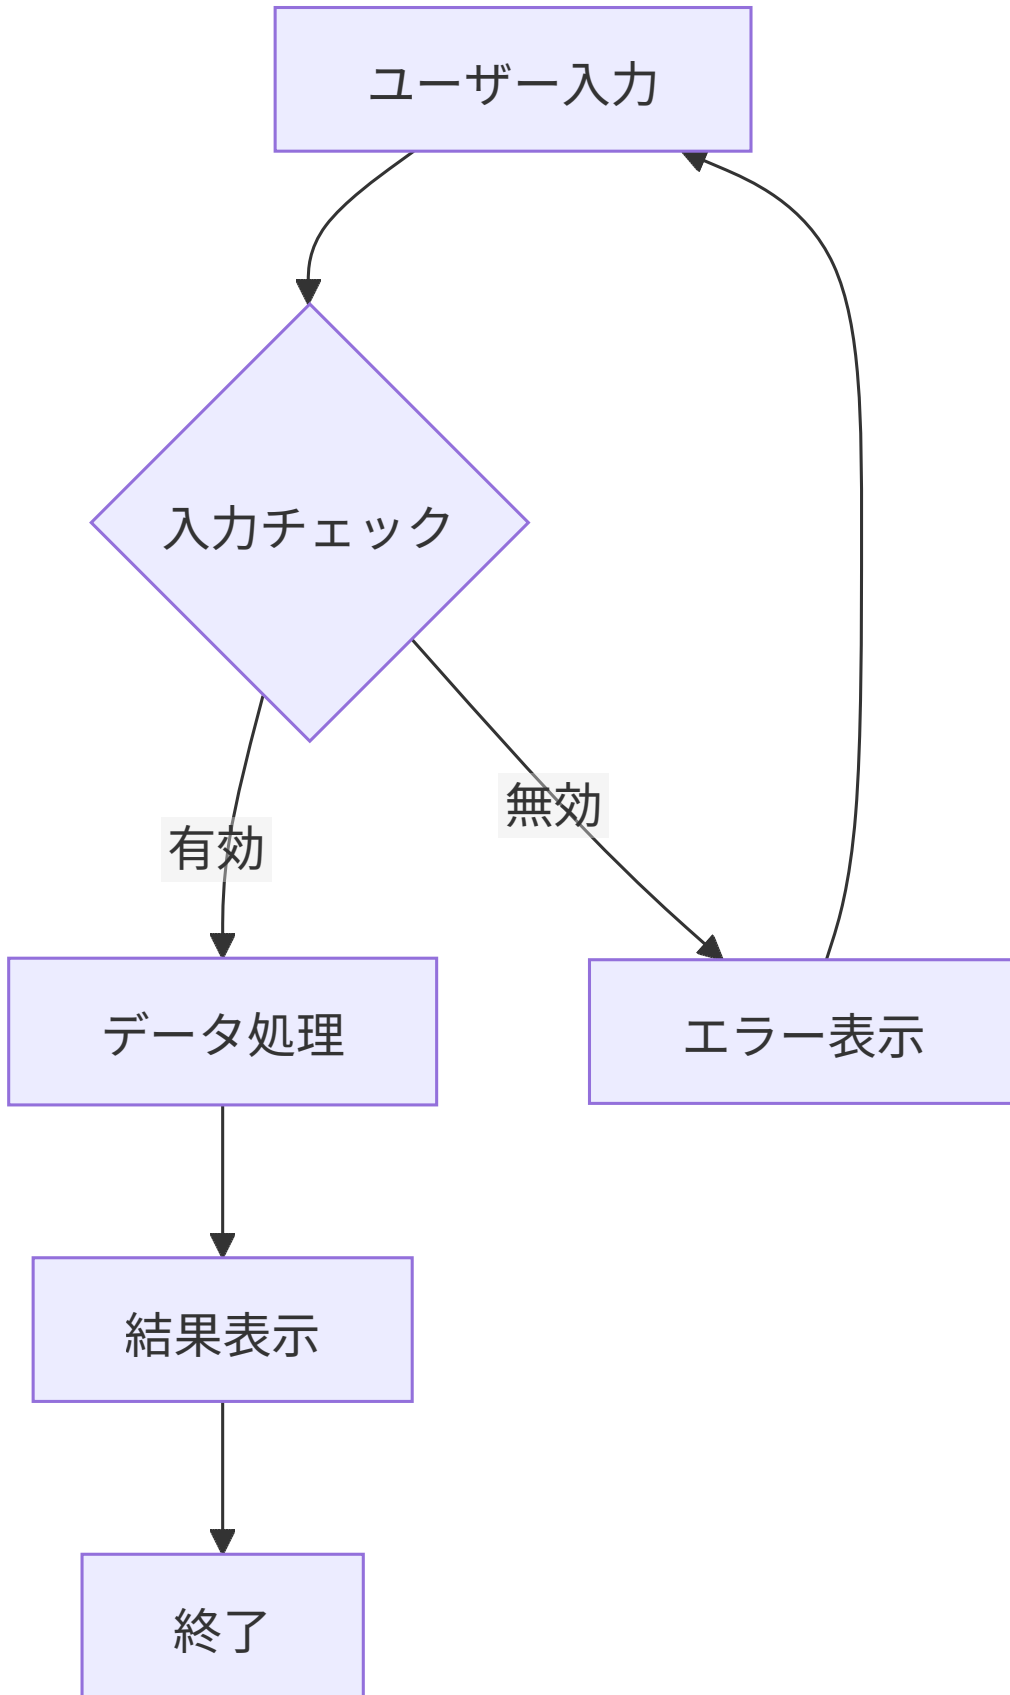 ユーザー入力
入力チェック
無効
有効
データ処理
エラー表示
結果表示
終了